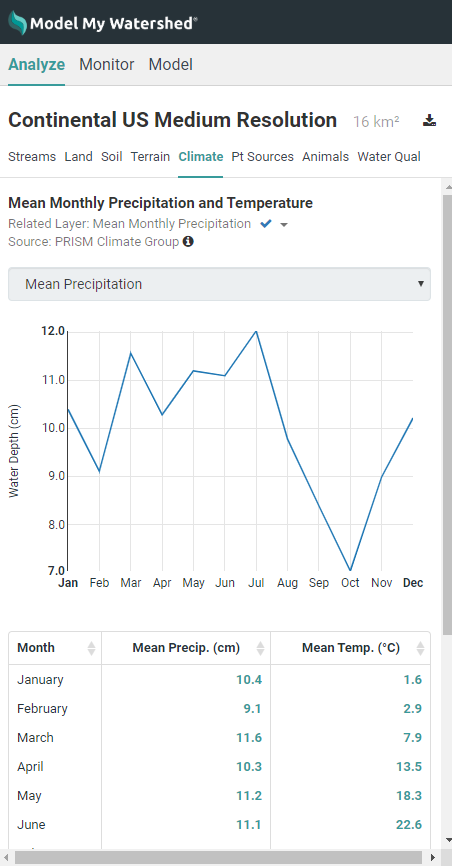 Model My Watershed®
Analyze Monitor Model
Continental US Medium Resolution 16 km²
Streams Land Soil Terrain Climate Pt Sources Animals Water Qual
Mean Monthly Precipitation and Temperature
Related Layer: Mean Monthly Precipitation
Source: PRISM Climate Group
Mean Precipitation
12.0
11.0
10.0
9.0
8.0
7.0
Water Depth (cm)
Jan Feb Mar Apr May Jun Jul Aug Sep Oct Nov Dec
Month Mean Precip. (cm) Mean Temp. (°C)
January 10.4 1.6
February 9.1 2.9
March 11.6 7.9
April 10.3 13.5
May 11.2 18.3
June 11.1 22.6